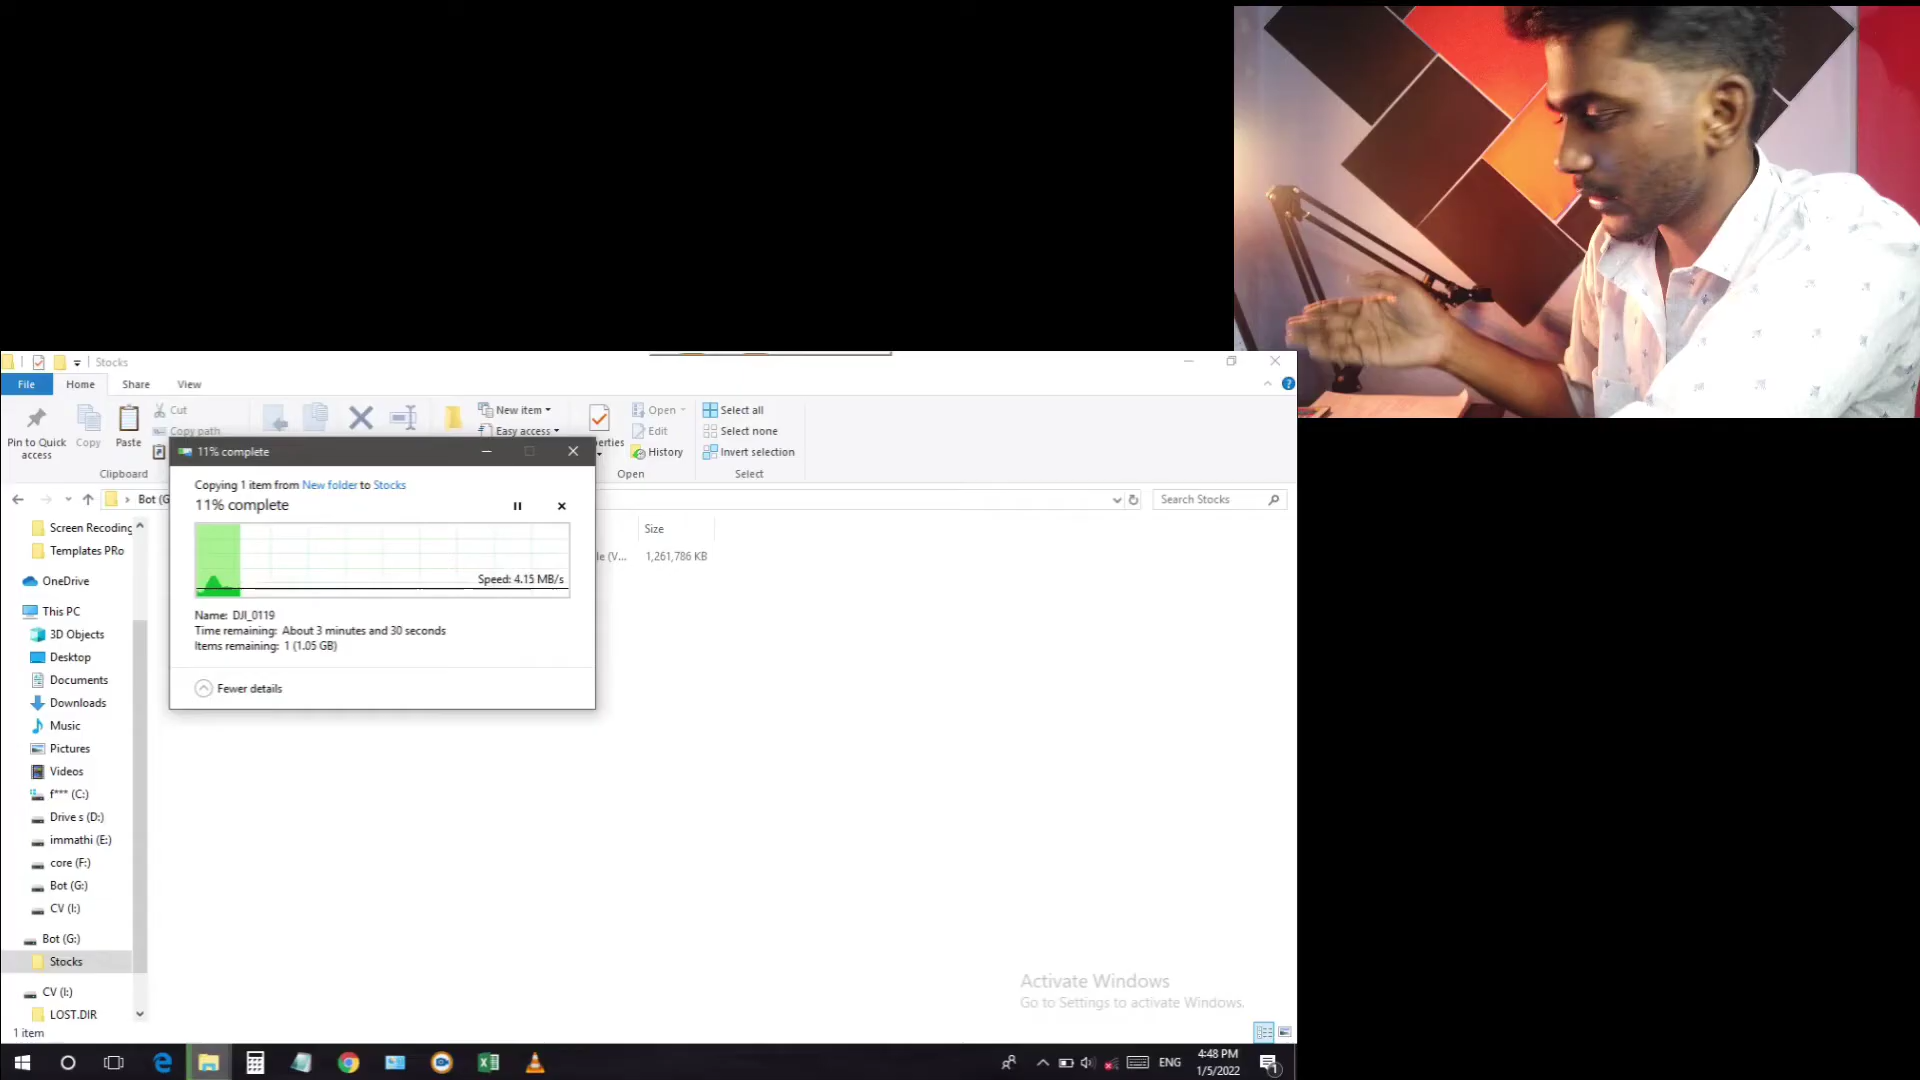 Stocks
File Home Share View
Pin to Quick access
Copy
Paste
Cut
Copy path
Clipboard
New item
Easy access
erties
Open
Edit
History
Open
Select all
Select none
Invert selection
Select
11% complete
Copying 1 item from New folder to Stocks
11% complete
Speed: 4.15 MB/s
Name: DJI_0119
Time remaining: About 3 minutes and 30 seconds
Items remaining: 1 (1.05 GB)
Fewer details
Bot (G
Search Stocks
Size
le (V...
1,261,786 KB
Screen Recording
Templates PRo
OneDrive
This PC
3D Objects
Desktop
Documents
Downloads
Music
Pictures
Videos
f*** (C:)
Drive s (D:)
immathi (E:)
core (F:)
Bot (G:)
CV (I:)
Bot (G:)
Stocks
CV (I:)
LOST.DIR
1 item
Activate Windows
Go to Settings to activate Windows.
ENG
4:48 PM
1/5/2022
1